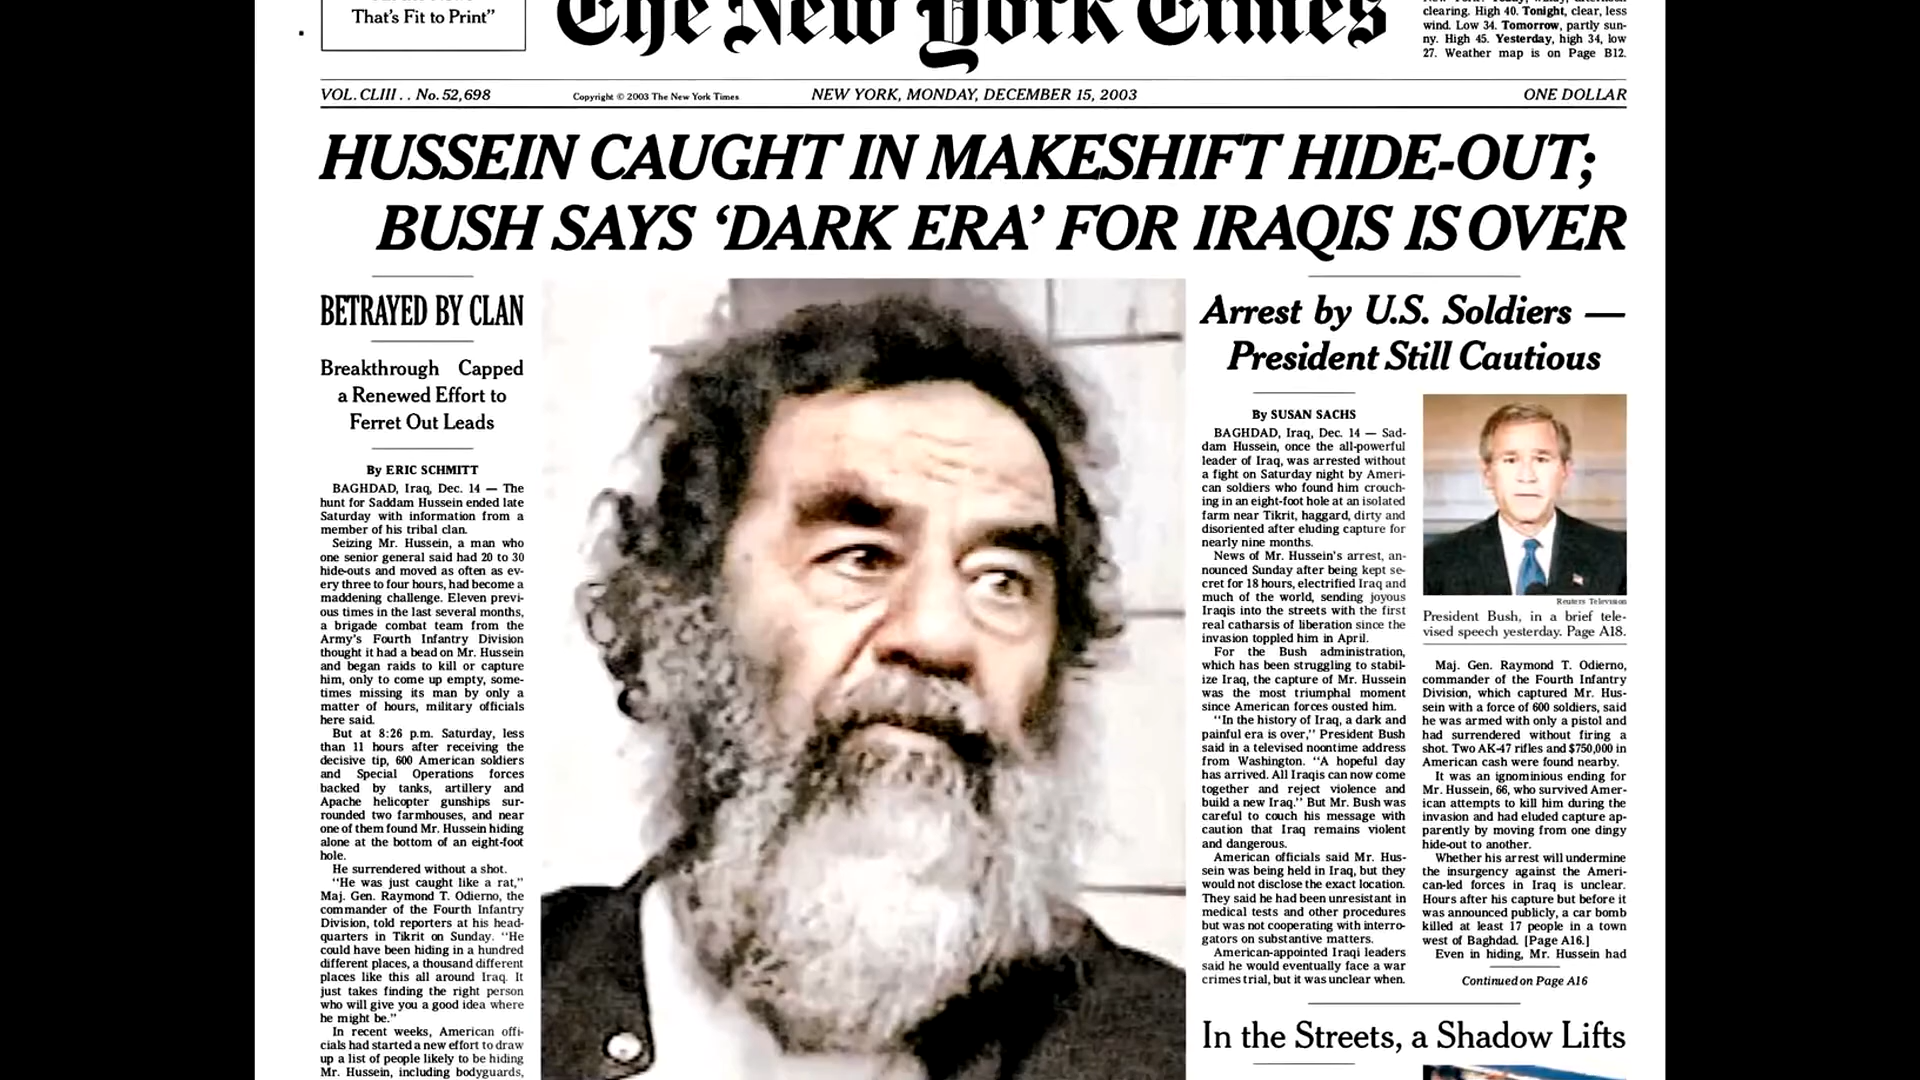 That's Fit to Print"
The New York Times
clearing. High 40. Tonight, clear, less
wind. Low 34. Tomorrow, partly sun-
ny. High 45. Yesterday, high 34, low
27. Weather map is on Page B12.
VOL. CLIII . . No. 52,698
Copyright © 2003 The New York Times
NEW YORK, MONDAY, DECEMBER 15, 2003
ONE DOLLAR
HUSSEIN CAUGHT IN MAKESHIFT HIDE-OUT;
BUSH SAYS 'DARK ERA' FOR IRAQIS IS OVER
BETRAYED BY CLAN
Breakthrough Capped
a Renewed Effort to
Ferret Out Leads
By ERIC SCHMITT
BAGHDAD, Iraq, Dec. 14 — The
hunt for Saddam Hussein ended late
Saturday with information from a
member of his tribal clan.
Seizing Mr. Hussein, a man who
one senior general said had 20 to 30
hide-outs and moved as often as ev-
ery three to four hours, had become a
maddening challenge. Eleven previ-
ous times in the last several months,
a brigade combat team from the
Army's Fourth Infantry Division
thought it had a bead on Mr. Hussein
and began raids to kill or capture
him, only to come up empty, some-
times missing its man by only a
matter of hours, military officials
here said.
But at 8:26 p.m. Saturday, less
than 11 hours after receiving the
decisive tip, 600 American soldiers
and Special Operations forces
backed by tanks, artillery and
Apache helicopter gunships sur-
rounded two farmhouses, and near
one of them found Mr. Hussein hiding
alone at the bottom of an eight-foot
hole.
He surrendered without a shot.
"He was just caught like a rat,"
Maj. Gen. Raymond T. Odierno, the
commander of the Fourth Infantry
Division, told reporters at his head-
quarters in Tikrit on Sunday. "He
could have been hiding in a hundred
different places, a thousand different
places like this all around Iraq. It
just takes finding the right person
who will give you a good idea where
he might be."
In recent weeks, American offi-
cials had started a new effort to draw
up a list of people likely to be hiding
Mr. Hussein, including bodyguards,
Arrest by U.S. Soldiers —
President Still Cautious
By SUSAN SACHS
BAGHDAD, Iraq, Dec. 14 — Sad-
dam Hussein, once the all-powerful
leader of Iraq, was arrested without
a fight on Saturday night by Ameri-
can soldiers who found him crouch-
ing in an eight-foot hole at an isolated
farm near Tikrit, haggard, dirty and
disoriented after eluding capture for
nearly nine months.
News of Mr. Hussein's arrest, an-
nounced Sunday after being kept se-
cret for 18 hours, electrified Iraq and
much of the world, sending joyous
Iraqis into the streets with the first
real catharsis of liberation since the
invasion toppled him in April.
For the Bush administration,
which has been struggling to stabil-
ize Iraq, the capture of Mr. Hussein
was the most triumphal moment
since American forces ousted him.
"In the history of Iraq, a dark and
painful era is over," President Bush
said in a televised noontime address
from Washington. "A hopeful day
has arrived. All Iraqis can now come
together and reject violence and
build a new Iraq." But Mr. Bush was
careful to couch his message with
caution that Iraq remains violent
and dangerous.
American officials said Mr. Hus-
sein was being held in Iraq, but they
would not disclose the exact location.
They said he had been unresistant in
medical tests and other procedures
but was not cooperating with interro-
gators on substantive matters.
American-appointed Iraqi leaders
said he would eventually face a war
crimes trial, but it was unclear when.
Reuters Television
President Bush, in a brief tele-
vised speech yesterday. Page A18.
Maj. Gen. Raymond T. Odierno,
commander of the Fourth Infantry
Division, which captured Mr. Hus-
sein with a force of 600 soldiers, said
he was armed with only a pistol and
had surrendered without firing a
shot. Two AK-47 rifles and $750,000 in
American cash were found nearby.
It was an ignominious ending for
Mr. Hussein, 66, who survived Amer-
ican attempts to kill him during the
invasion and had eluded capture ap-
parently by moving from one dingy
hide-out to another.
Whether his arrest will undermine
the insurgency against the Ameri-
can-led forces in Iraq is unclear.
Hours after his capture but before it
was announced publicly, a car bomb
killed at least 17 people in a town
west of Baghdad. [Page A16.]
Even in hiding, Mr. Hussein had
Continued on Page A16
In the Streets, a Shadow Lifts